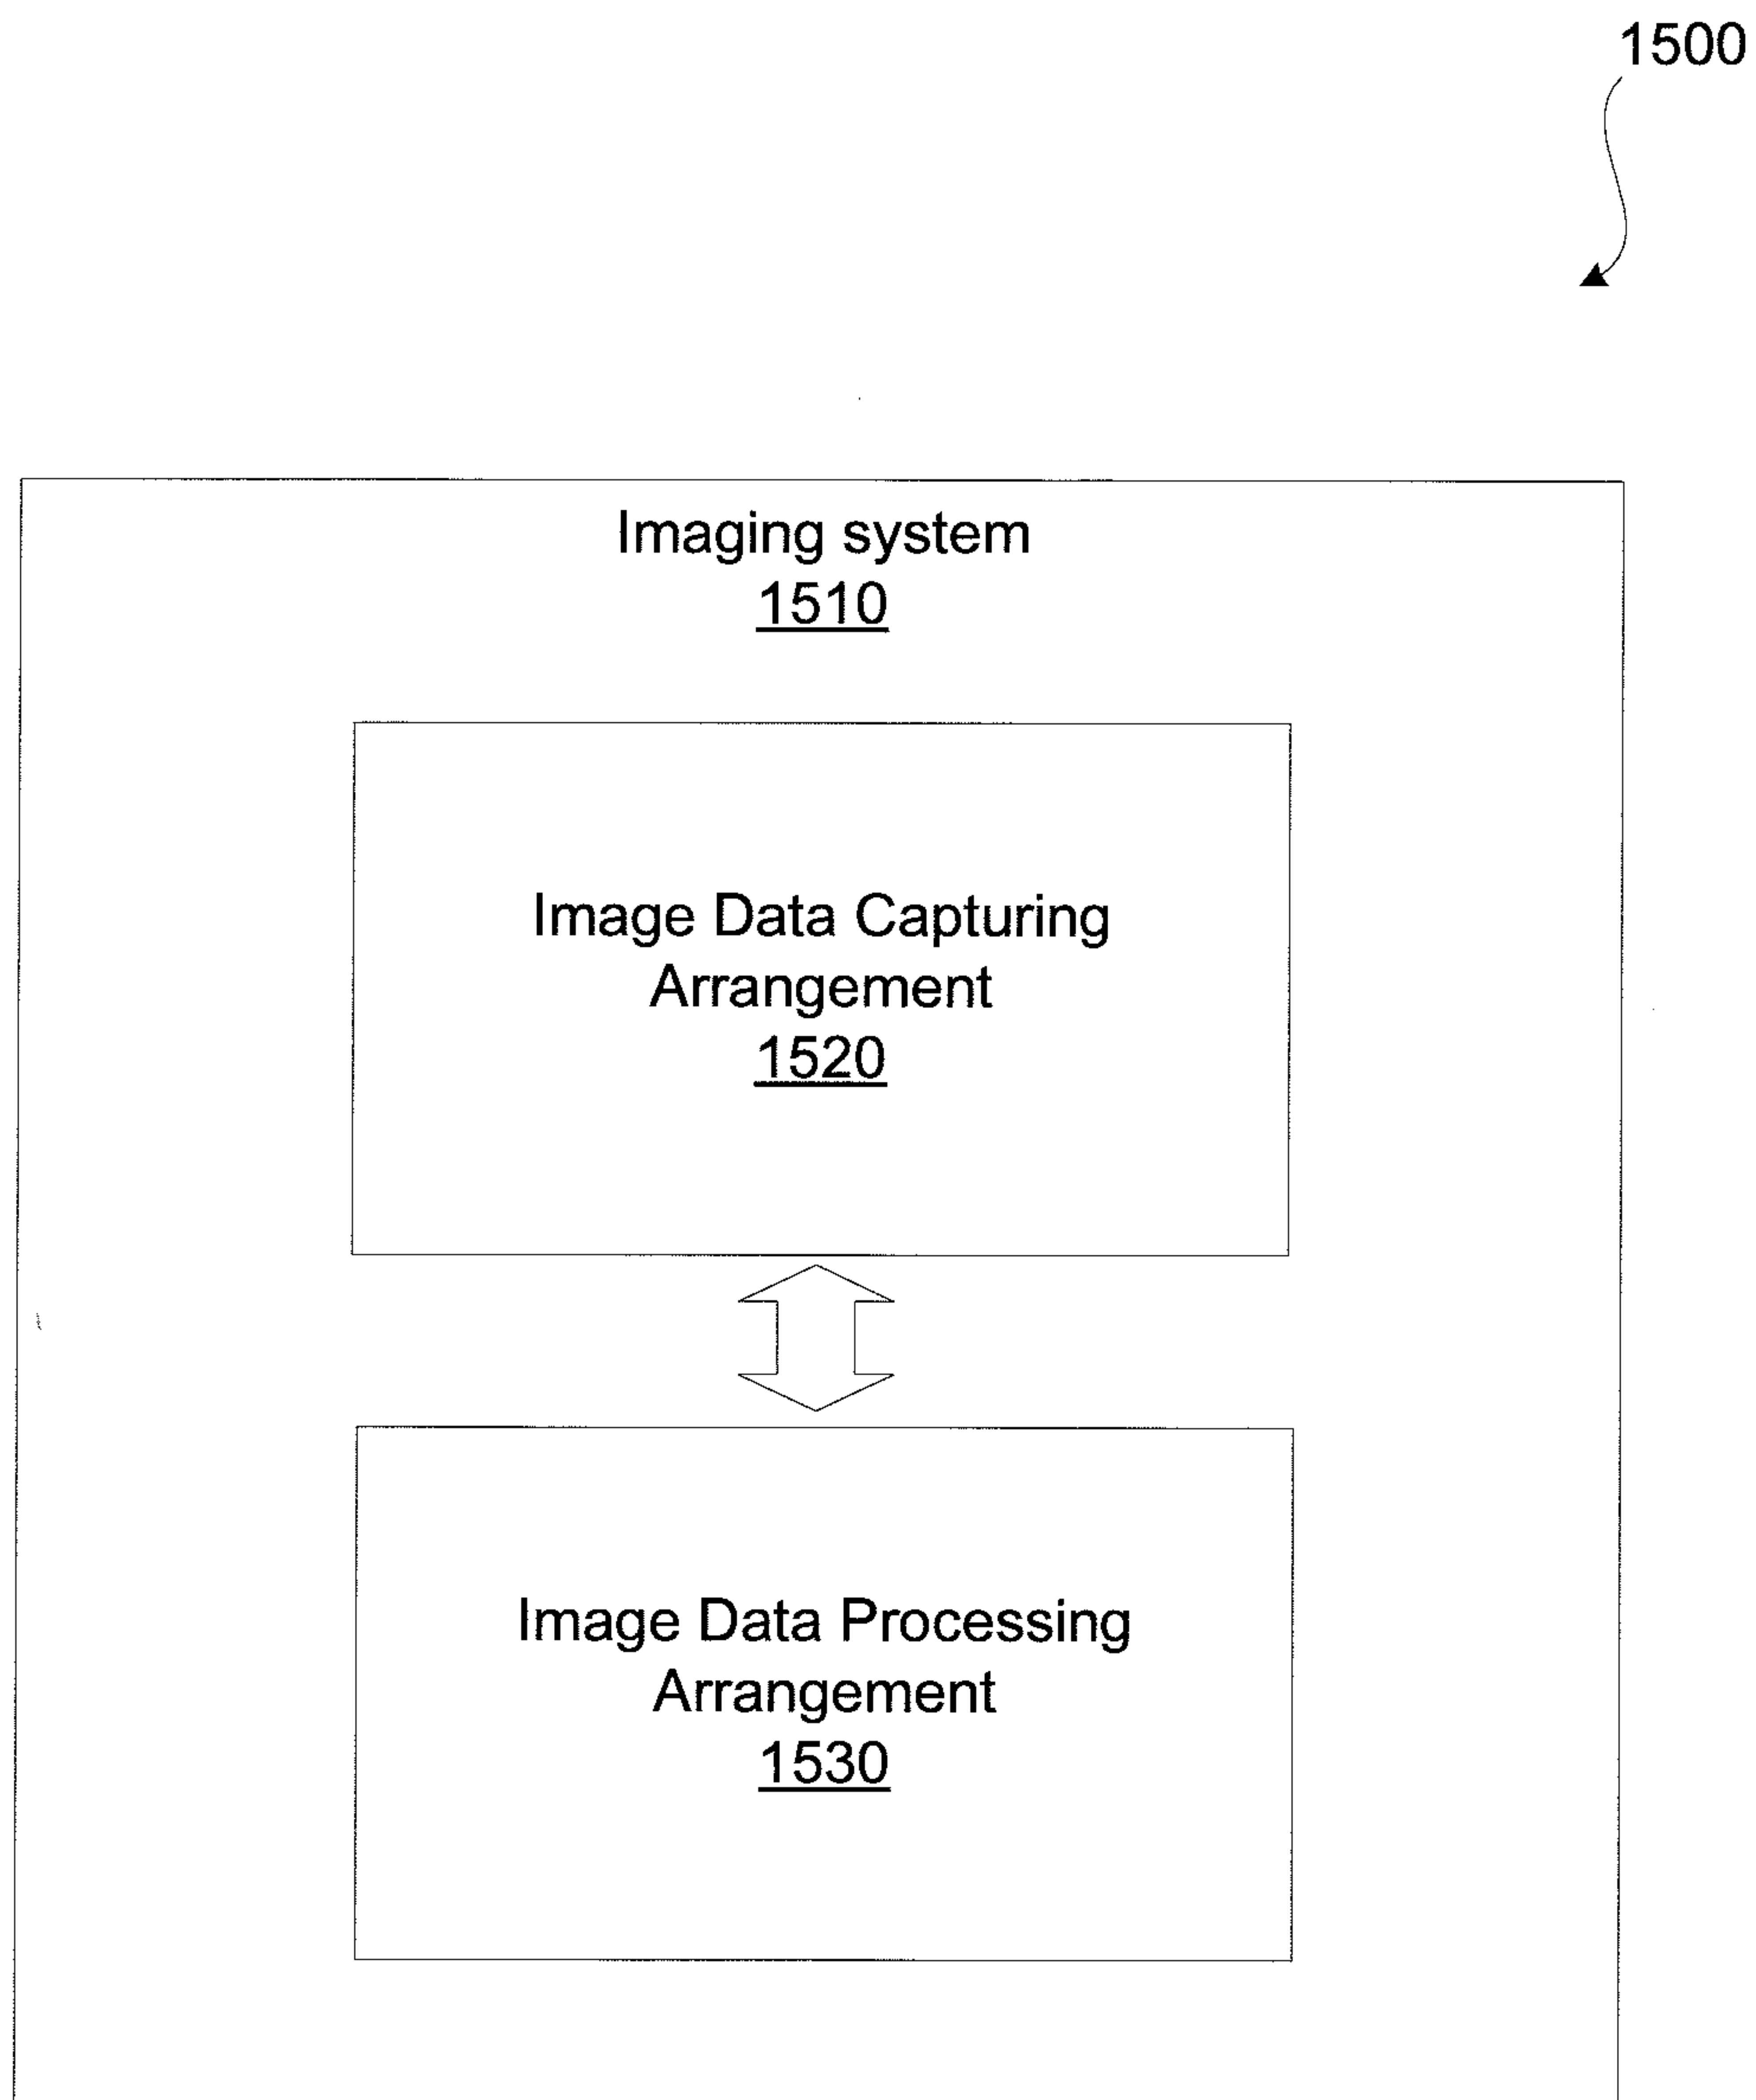 1500
Imaging system
1510
Image Data Capturing
Arrangement
1520
Image Data Processing
Arrangement
1530